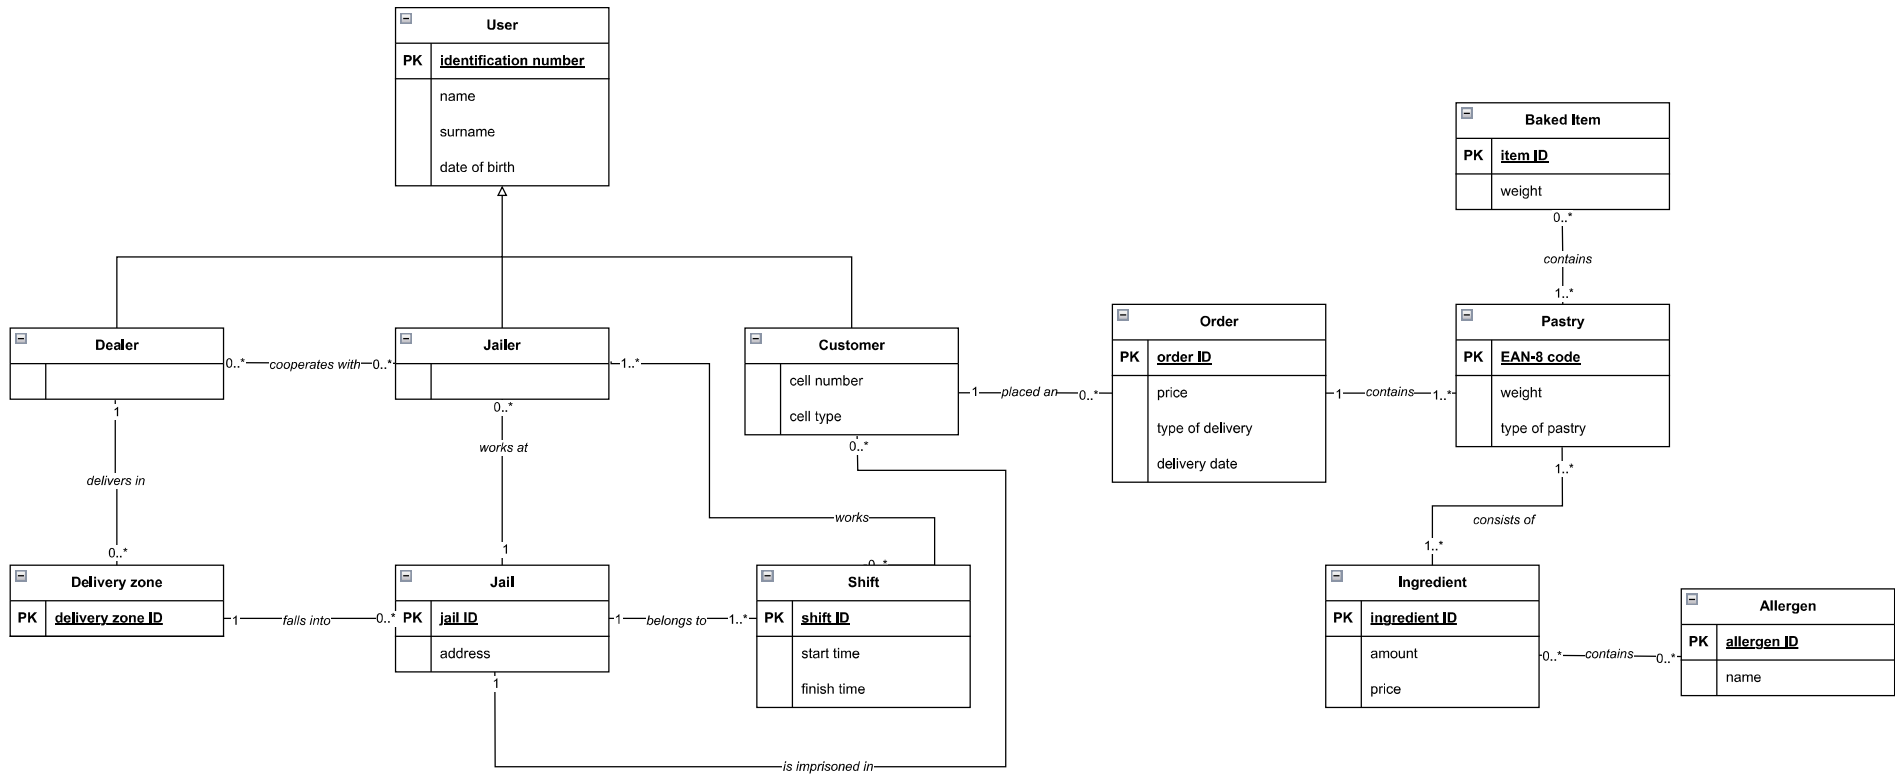 User
PK identification number
name
surname
date of birth
Baked Item
PK item ID
weight
0..*
contains
1..*
Dealer
0..* cooperates with 0..*
Jailer
1..*
Customer
cell number
cell type
1 placed an 0..*
Order
PK order ID
price
type of delivery
delivery date
1 contains 1..*
Pastry
PK EAN-8 code
weight
type of pastry
1
delivers in
0..*
0..*
works at
1
0..*
works
0..*
1..*
consists of
1..*
Delivery zone
PK delivery zone ID
1 falls into 0..*
Jail
PK jail ID
address
1 belongs to 1..*
Shift
PK shift ID
start time
finish time
1
is imprisoned in
Ingredient
PK ingredient ID
amount
price
0..* contains 0..*
Allergen
PK allergen ID
name